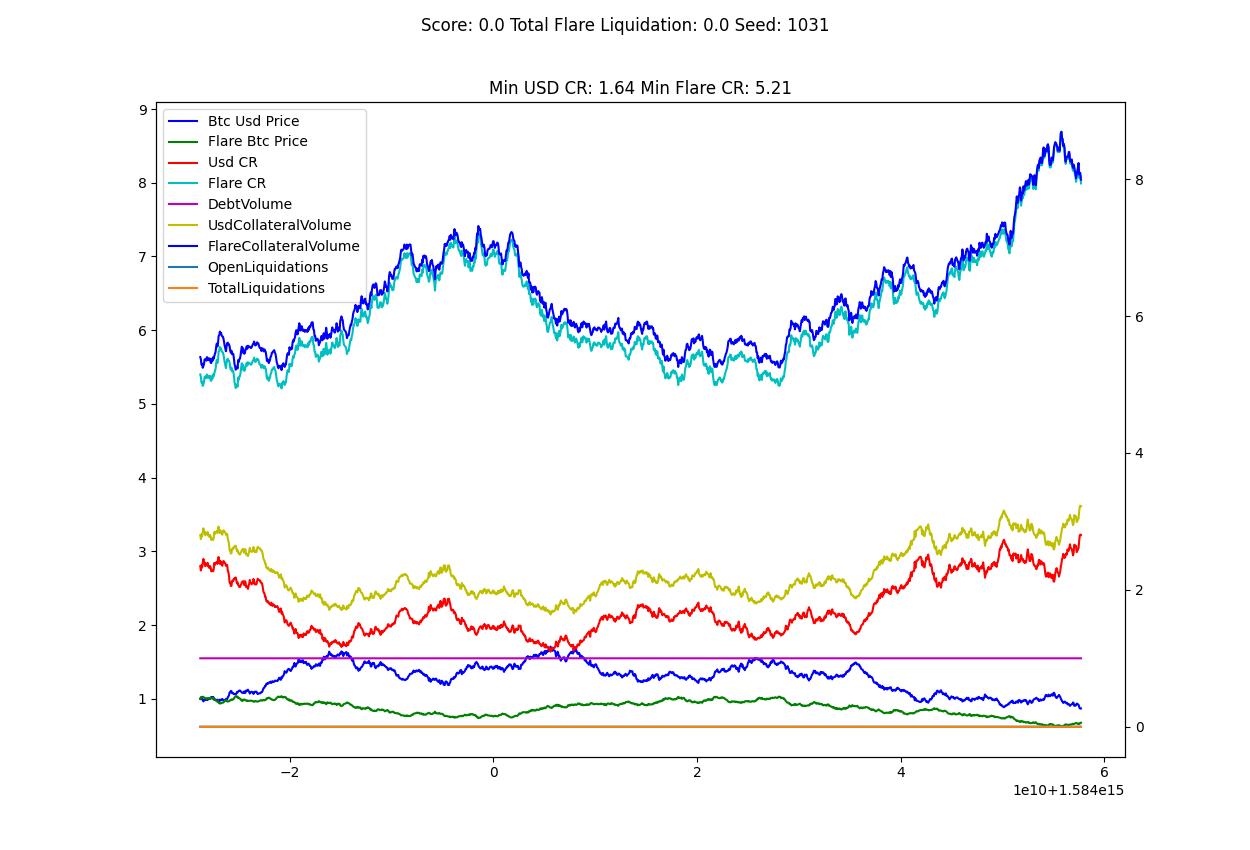 Score: 0.0 Total Flare Liquidation: 0.0 Seed: 1031
Min USD CR: 1.64 Min Flare CR: 5.21
Btc Usd Price
Flare Btc Price
Usd CR
Flare CR
DebtVolume
UsdCollateralVolume
FlareCollateralVolume
OpenLiquidations
TotalLiquidations
9
8
7
6
5
4
3
2
1
8
6
4
2
0
−2
0
2
4
6
1e10+1.584e15